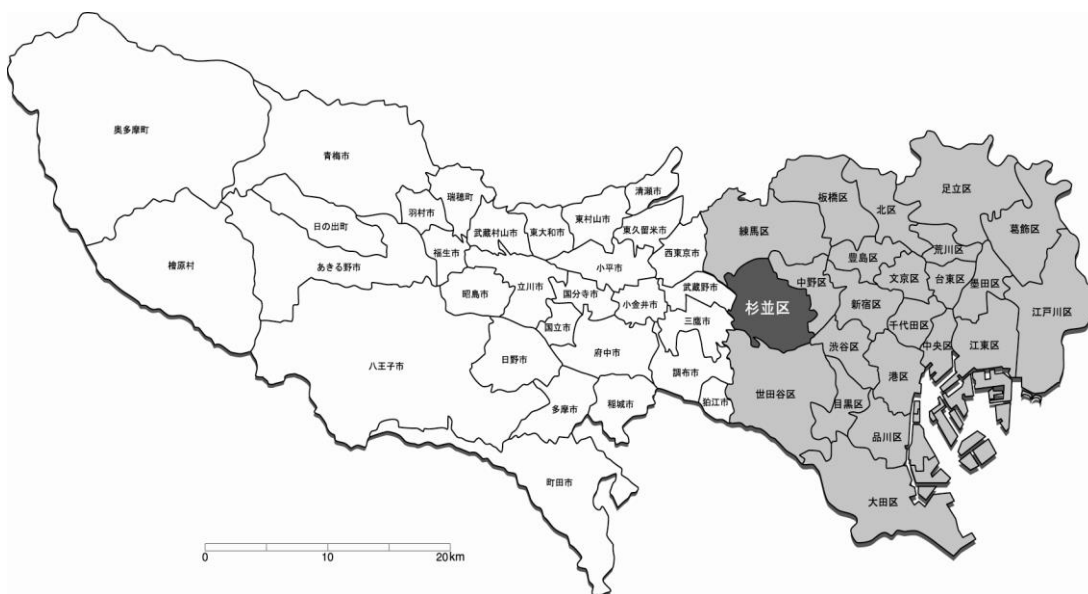 奥多摩町
青梅市
瑞穂町
羽村市
日の出町
檜原村
あきる野市
福生市
武蔵村山市
東大和市
東村山市
清瀬市
東久留米市
西東京市
小平市
昭島市
立川市
国分寺市
小金井市
武蔵野市
三鷹市
国立市
府中市
日野市
八王子市
調布市
狛江市
多摩市
稲城市
町田市
練馬区
板橋区
北区
足立区
葛飾区
荒川区
豊島区
文京区
台東区
墨田区
中野区
杉並区
新宿区
千代田区
江戸川区
渋谷区
中央区
江東区
港区
世田谷区
目黒区
品川区
大田区
0 10 20km